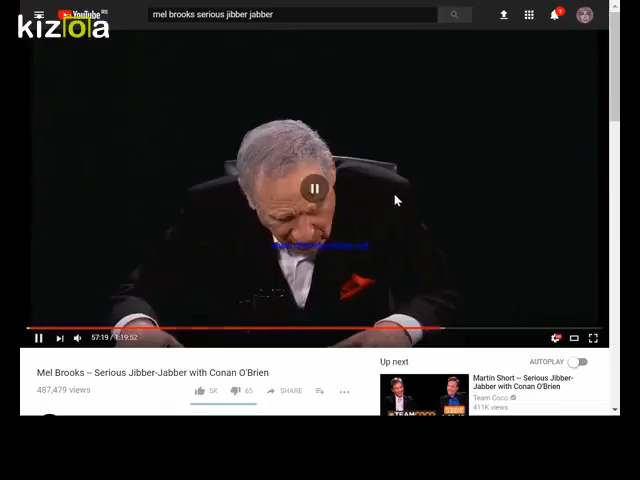 YouTube RS
mel brooks serious jibber jabber
3
kizoa
57:19 / 1:19:52
Mel Brooks -- Serious Jibber-Jabber with Conan O'Brien
487,479 views
5K
65
SHARE
Up next
AUTOPLAY
Martin Short -- Serious Jibber-
Jabber with Conan O'Brien
Team Coco
411K views
TEAMCOCO